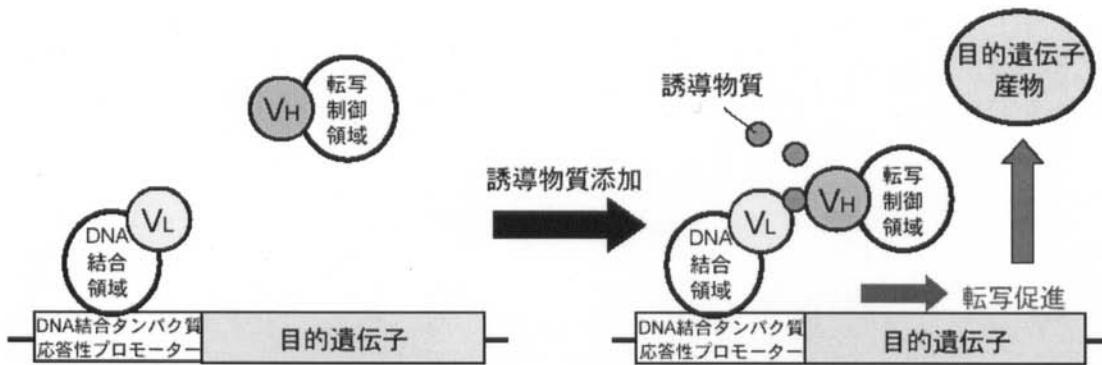 VH
転写
制御
領域
VL
DNA
結合
領域
DNA結合タンパク質
応答性プロモーター
目的遺伝子
誘導物質添加
誘導物質
目的遺伝子
産物
VH
転写
制御
領域
VL
DNA
結合
領域
転写促進
DNA結合タンパク質
応答性プロモーター
目的遺伝子